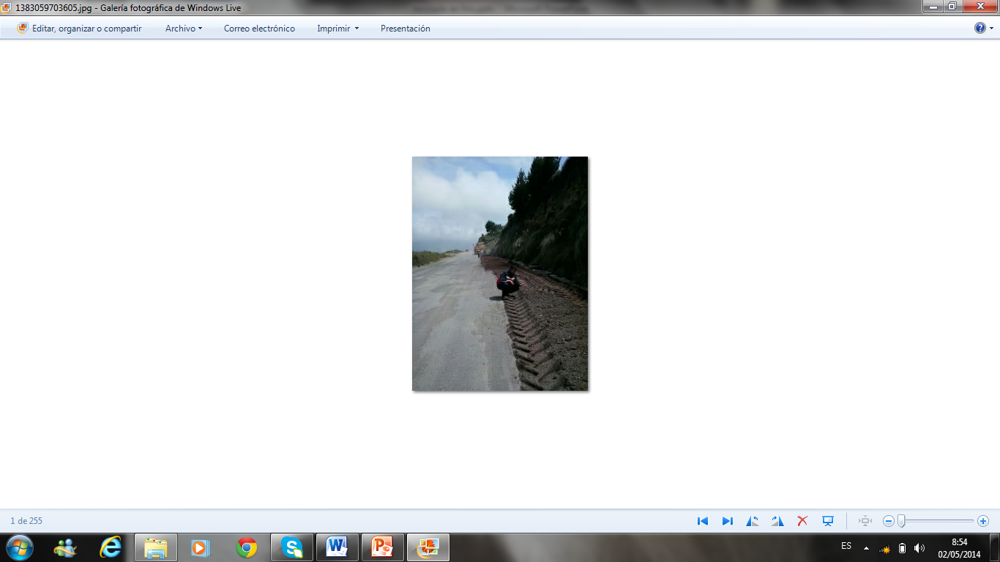 1383059703605.jpg - Galería fotográfica de Windows Live
Editar, organizar o compartir Archivo Correo electrónico Imprimir Presentación
1 de 255
ES 8:54
02/05/2014